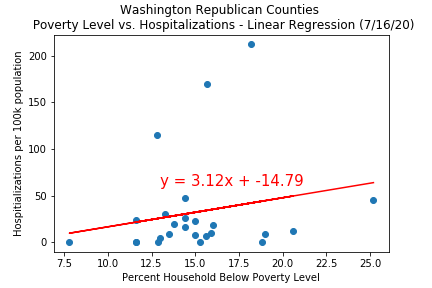 Washington Republican Counties
Poverty Level vs. Hospitalizations - Linear Regression (7/16/20)
200
150
100
50
0
Hospitalizations per 100k population
y = 3.12x + -14.79
7.5 10.0 12.5 15.0 17.5 20.0 22.5 25.0
Percent Household Below Poverty Level